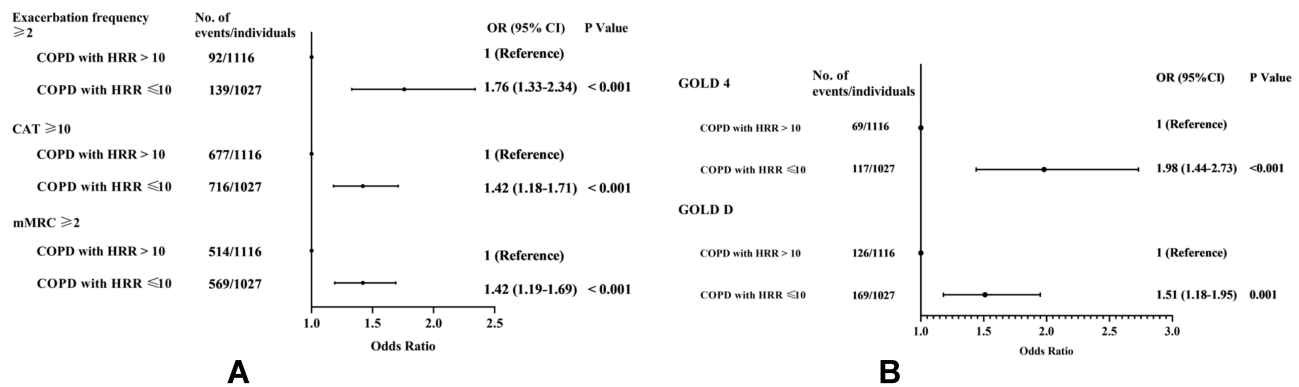 Exacerbation frequency ≥2
No. of events/individuals
OR (95% CI) P Value
COPD with HRR > 10 92/1116 1 (Reference)
COPD with HRR ≤10 139/1027 1.76 (1.33-2.34) < 0.001
CAT ≥10
COPD with HRR > 10 677/1116 1 (Reference)
COPD with HRR ≤10 716/1027 1.42 (1.18-1.71) < 0.001
mMRC ≥2
COPD with HRR > 10 514/1116 1 (Reference)
COPD with HRR ≤10 569/1027 1.42 (1.19-1.69) < 0.001
1.0 1.5 2.0 2.5
Odds Ratio
A
GOLD 4
No. of events/individuals
OR (95%CI) P Value
COPD with HRR > 10 69/1116 1 (Reference)
COPD with HRR ≤10 117/1027 1.98 (1.44-2.73) <0.001
GOLD D
COPD with HRR > 10 126/1116 1 (Reference)
COPD with HRR ≤10 169/1027 1.51 (1.18-1.95) 0.001
1.0 1.5 2.0 2.5 3.0
Odds Ratio
B